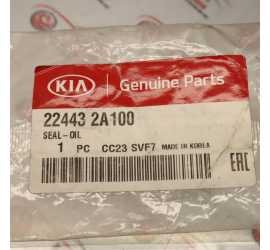 KIA Genuine Parts
22443 2A100
SEAL-OIL
1 PC CC23 SVF7 MADE IN KOREA
EAC